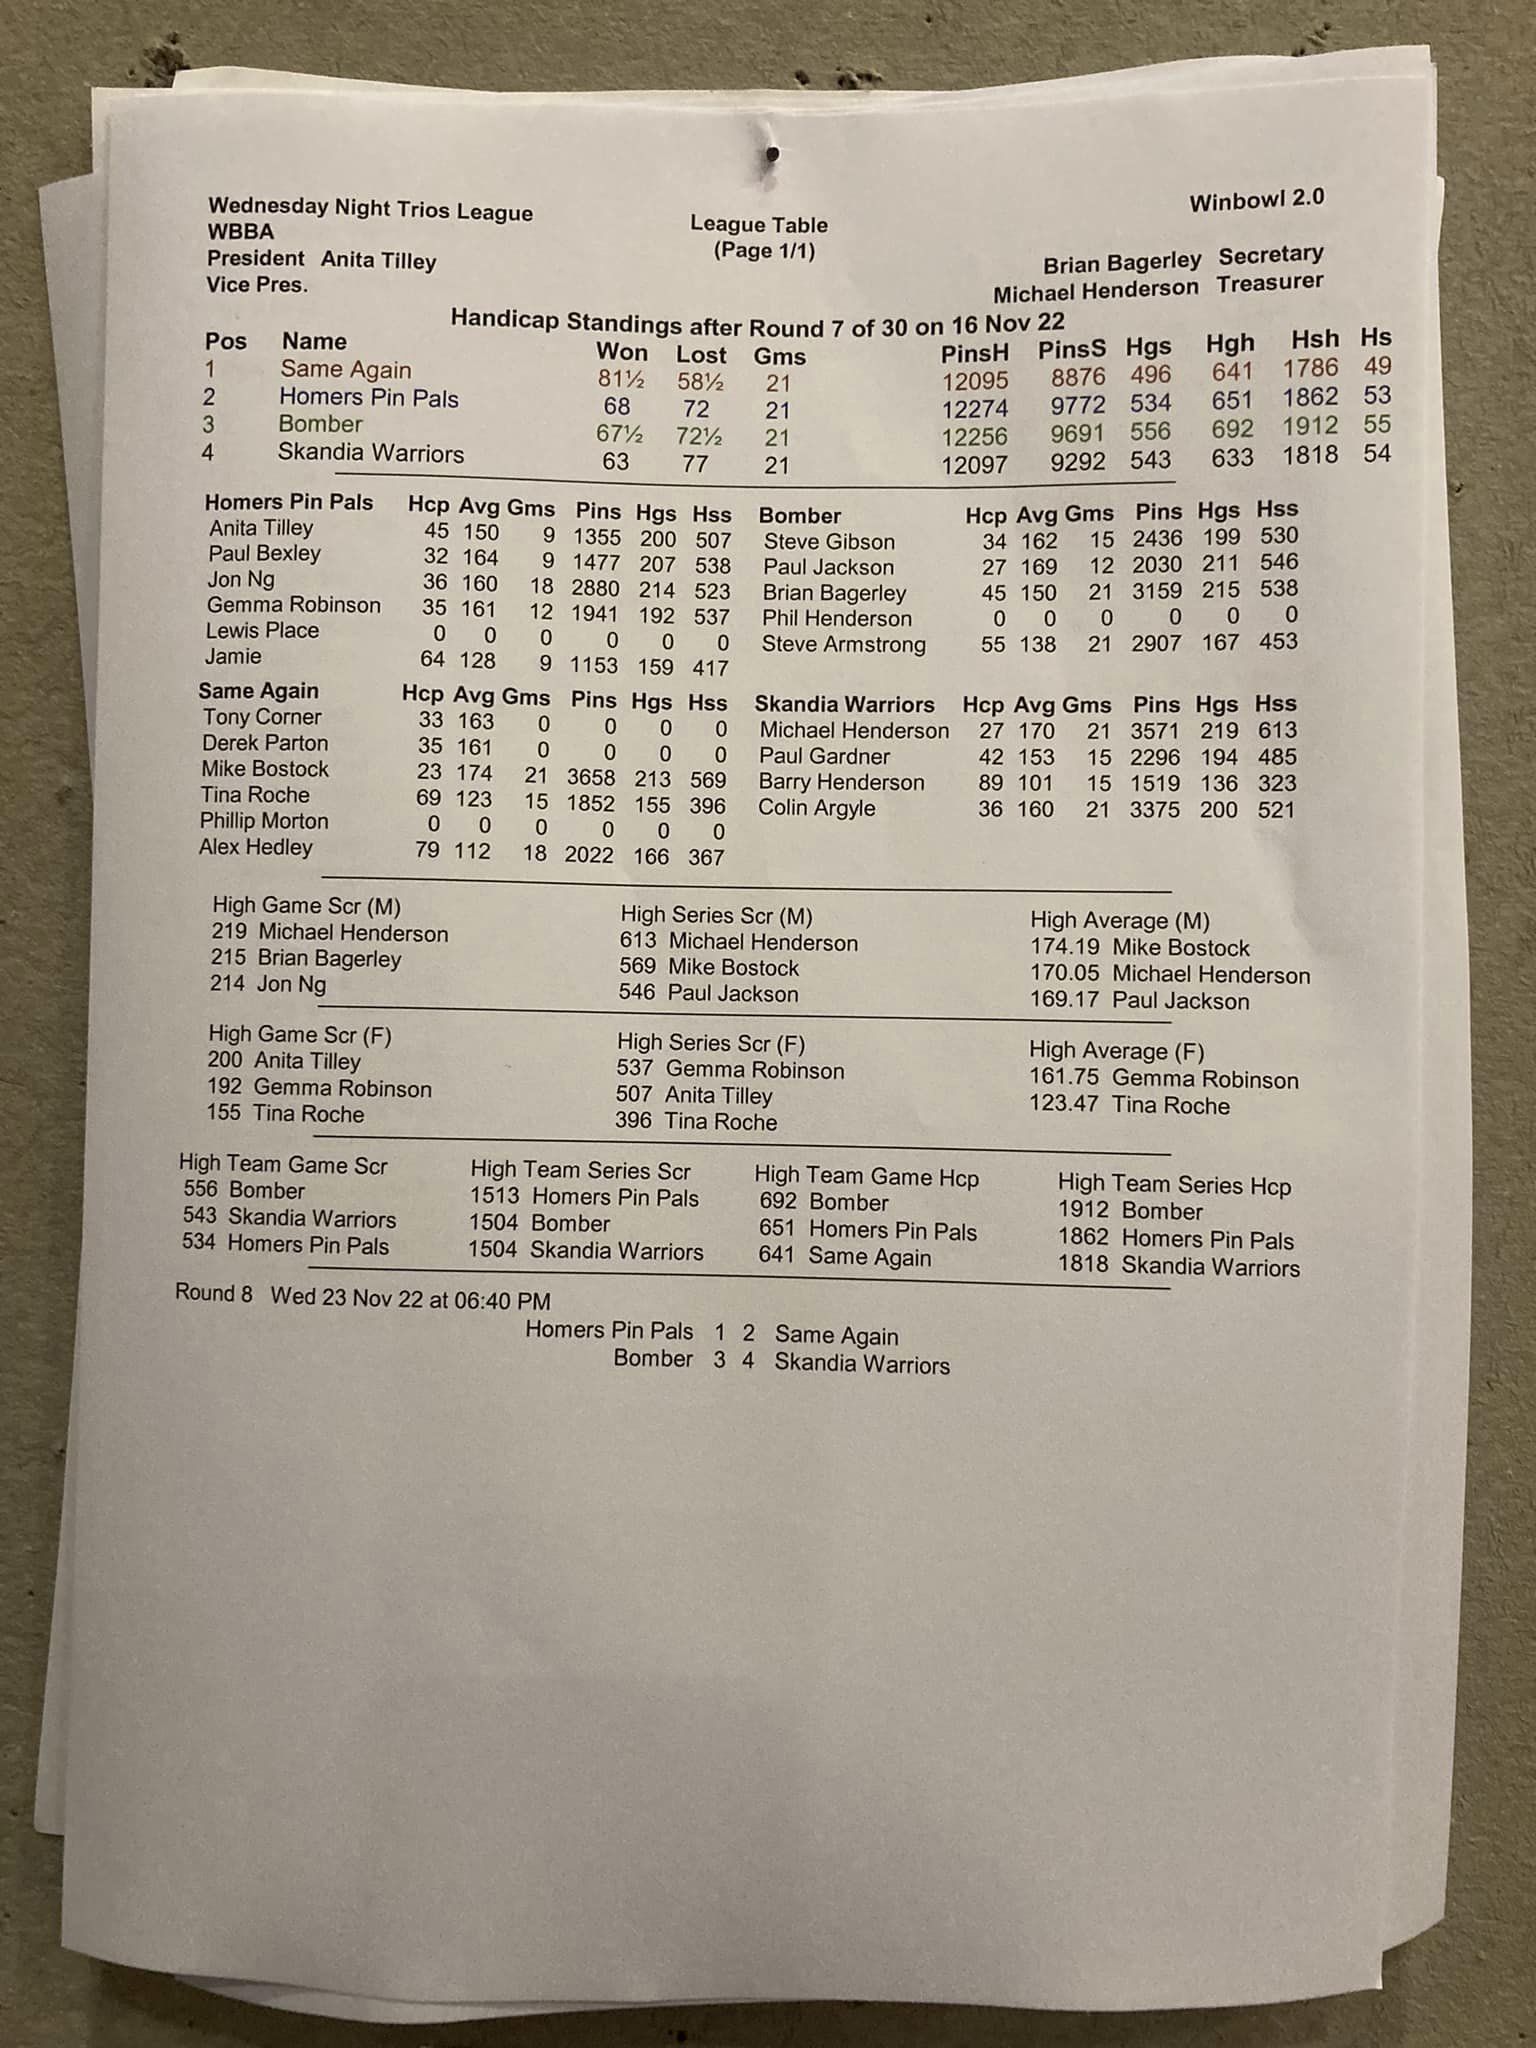 Wednesday Night Trios League
WBBA
President Anita Tilley
Vice Pres.
League Table
(Page 1/1)
Winbowl 2.0
Brian Bagerley Secretary
Michael Henderson Treasurer
Handicap Standings after Round 7 of 30 on 16 Nov 22
Pos Name Won Lost Gms PinsH PinsS Hgs Hgh Hsh Hs
1 Same Again 81½ 58½ 21 12095 8876 496 641 1786 49
2 Homers Pin Pals 68 72 21 12274 9772 534 651 1862 53
3 Bomber 67½ 72½ 21 12256 9691 556 692 1912 55
4 Skandia Warriors 63 77 21 12097 9292 543 633 1818 54
Homers Pin Pals Hcp Avg Gms Pins Hgs Hss
Anita Tilley 45 150 9 1355 200 507
Paul Bexley 32 164 9 1477 207 538
Jon Ng 36 160 18 2880 214 523
Gemma Robinson 35 161 12 1941 192 537
Lewis Place 0 0 0 0 0 0
Jamie 64 128 9 1153 159 417
Bomber Hcp Avg Gms Pins Hgs Hss
Steve Gibson 34 162 15 2436 199 530
Paul Jackson 27 169 12 2030 211 546
Brian Bagerley 45 150 21 3159 215 538
Phil Henderson 0 0 0 0 0 0
Steve Armstrong 55 138 21 2907 167 453
Same Again Hcp Avg Gms Pins Hgs Hss
Tony Corner 33 163 0 0 0 0
Derek Parton 35 161 0 0 0 0
Mike Bostock 23 174 21 3658 213 569
Tina Roche 69 123 15 1852 155 396
Phillip Morton 0 0 0 0 0 0
Alex Hedley 79 112 18 2022 166 367
Skandia Warriors Hcp Avg Gms Pins Hgs Hss
Michael Henderson 27 170 21 3571 219 613
Paul Gardner 42 153 15 2296 194 485
Barry Henderson 89 101 15 1519 136 323
Colin Argyle 36 160 21 3375 200 521
High Game Scr (M)
219 Michael Henderson
215 Brian Bagerley
214 Jon Ng
High Series Scr (M)
613 Michael Henderson
569 Mike Bostock
546 Paul Jackson
High Average (M)
174.19 Mike Bostock
170.05 Michael Henderson
169.17 Paul Jackson
High Game Scr (F)
200 Anita Tilley
192 Gemma Robinson
155 Tina Roche
High Series Scr (F)
537 Gemma Robinson
507 Anita Tilley
396 Tina Roche
High Average (F)
161.75 Gemma Robinson
123.47 Tina Roche
High Team Game Scr
556 Bomber
543 Skandia Warriors
534 Homers Pin Pals
High Team Series Scr
1513 Homers Pin Pals
1504 Bomber
1504 Skandia Warriors
High Team Game Hcp
692 Bomber
651 Homers Pin Pals
641 Same Again
High Team Series Hcp
1912 Bomber
1862 Homers Pin Pals
1818 Skandia Warriors
Round 8 Wed 23 Nov 22 at 06:40 PM
Homers Pin Pals 1 2 Same Again
Bomber 3 4 Skandia Warriors